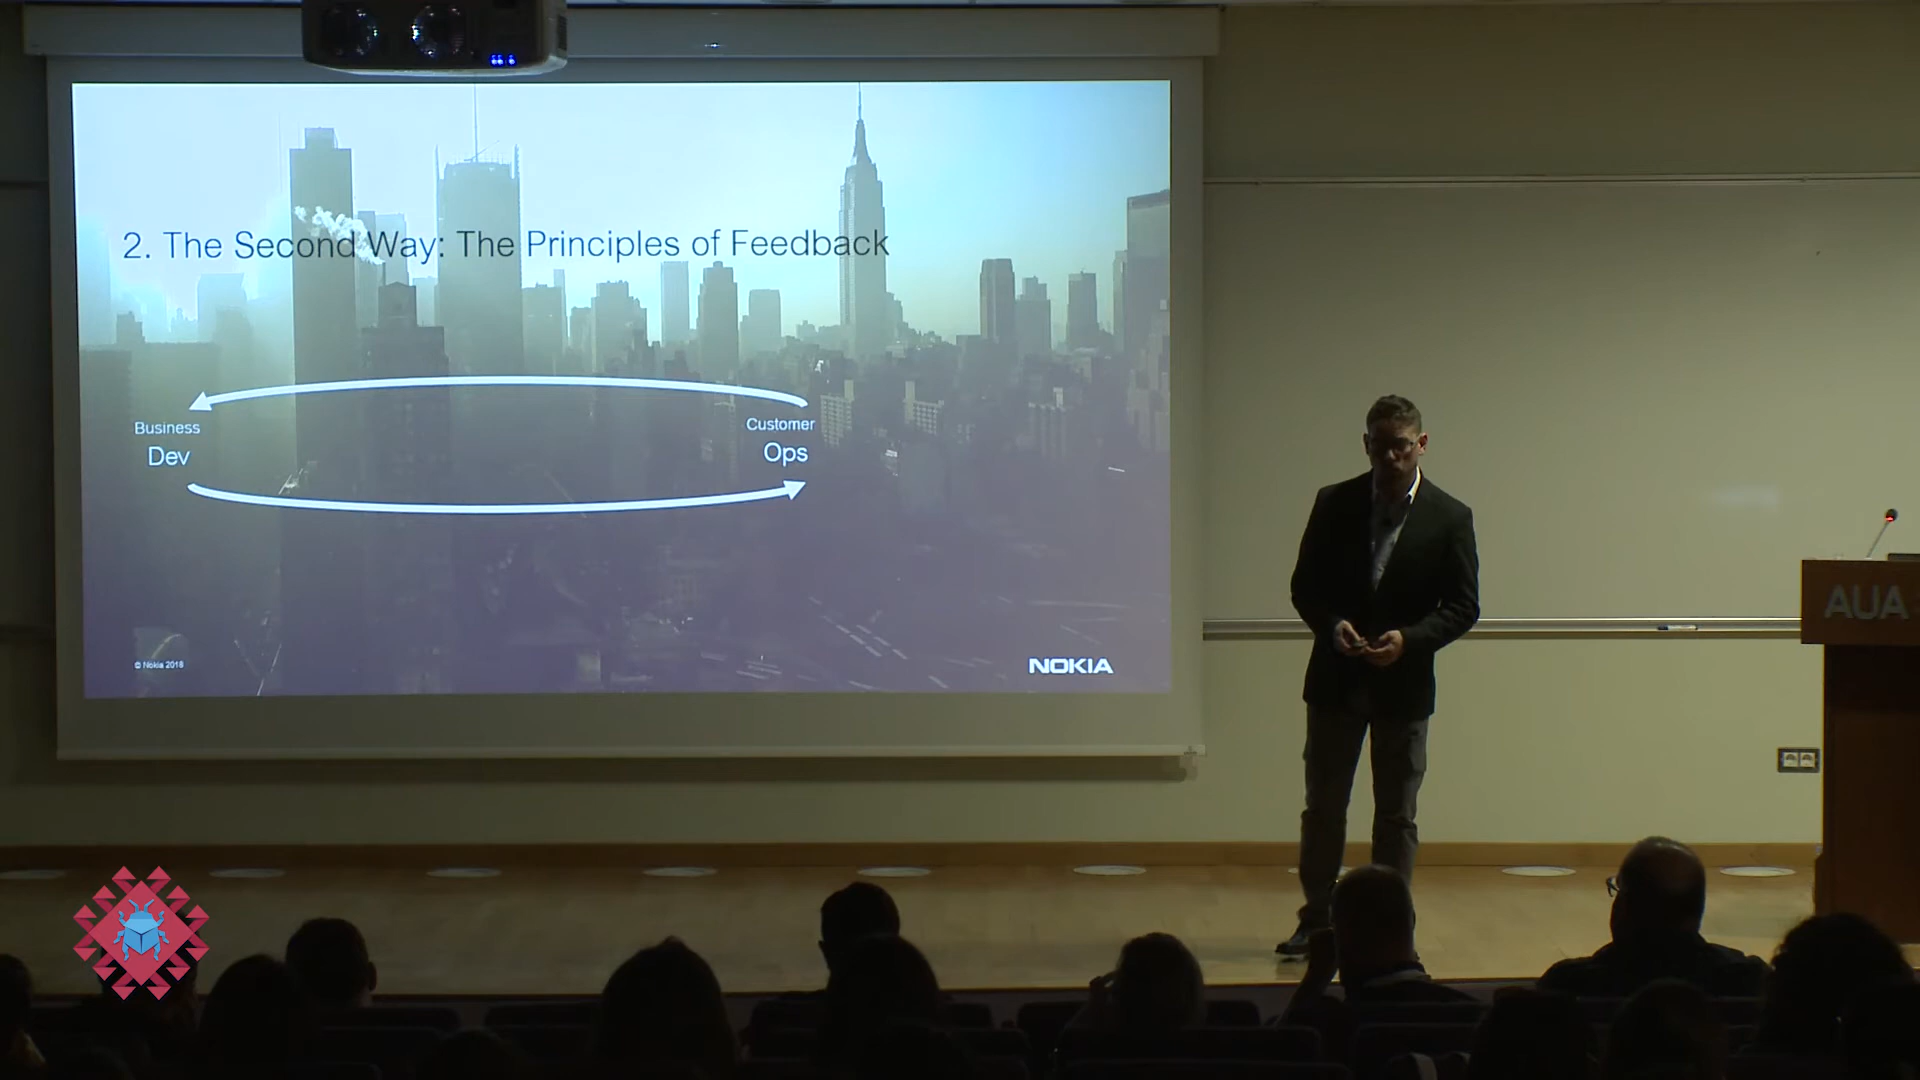 2. The Second Way: The Principles of Feedback
Business
Dev
Customer
Ops
© Nokia 2018
NOKIA
AUA